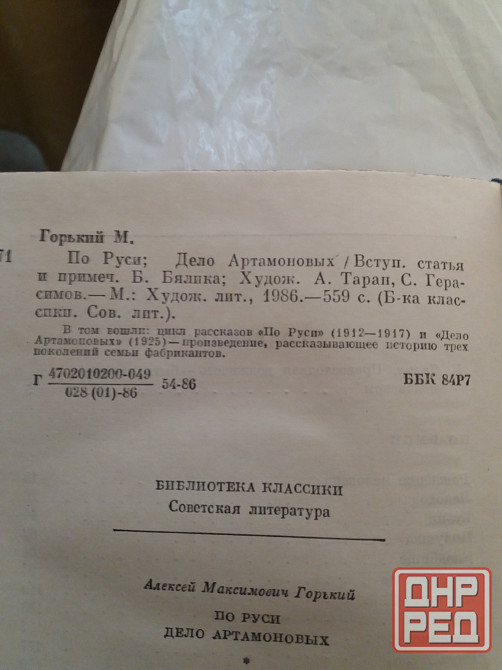 Горький М.
71 По Руси; Дело Артамоновых / Вступ. статья
и примеч. Б. Бялика; Худож. А. Таран, С. Гера-
симов.— М.: Худож. лит., 1986.—559 с. (Б-ка клас-
сики. Сов. лит.).
В том вошли: цикл рассказов «По Руси» (1912—1917) и «Дело
Артамоновых» (1925)—произведение, рассказывающее историю трех
поколений семьи фабрикантов.
Г 4702010200-049 54-86 ББК 84Р7
028(01)-86
БИБЛИОТЕКА КЛАССИКИ
Советская литература
Алексей Максимович Горький
ПО РУСИ
ДЕЛО АРТАМОНОВЫХ
*
ДНР
РЕД